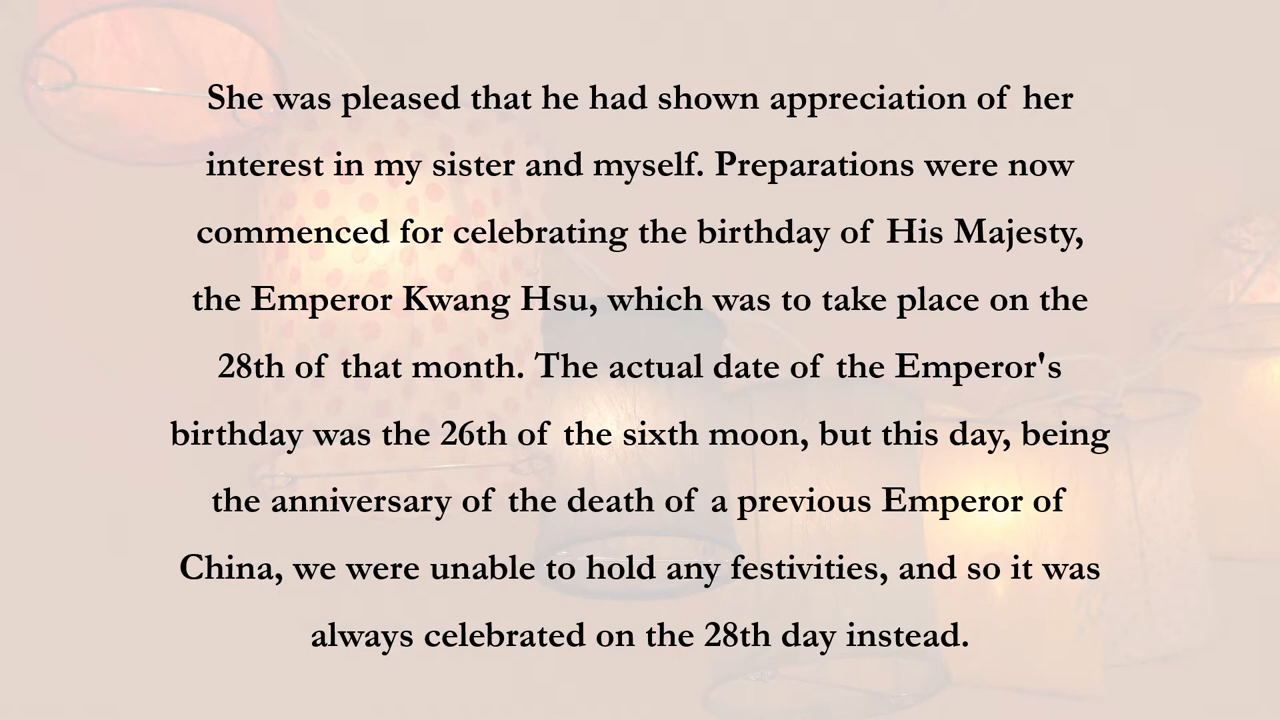 She was pleased that he had shown appreciation of her
interest in my sister and myself. Preparations were now
commenced for celebrating the birthday of His Majesty,
the Emperor Kwang Hsu, which was to take place on the
28th of that month. The actual date of the Emperor's
birthday was the 26th of the sixth moon, but this day, being
the anniversary of the death of a previous Emperor of
China, we were unable to hold any festivities, and so it was
always celebrated on the 28th day instead.